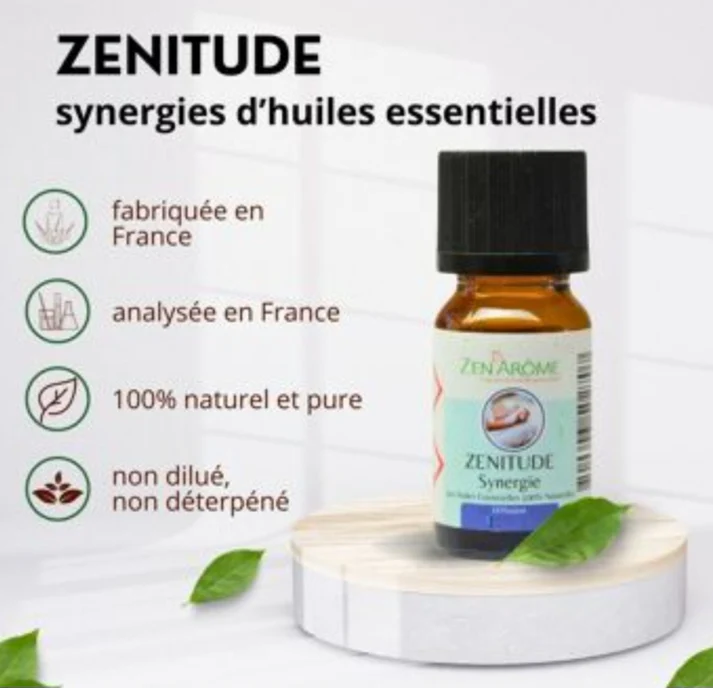 ZENITUDE
synergies d’huiles essentielles
fabriquée en
France
analysée en France
100% naturel et pure
non dilué,
non déterpéné
ZEN'ARÔME
ZENITUDE
Synergie